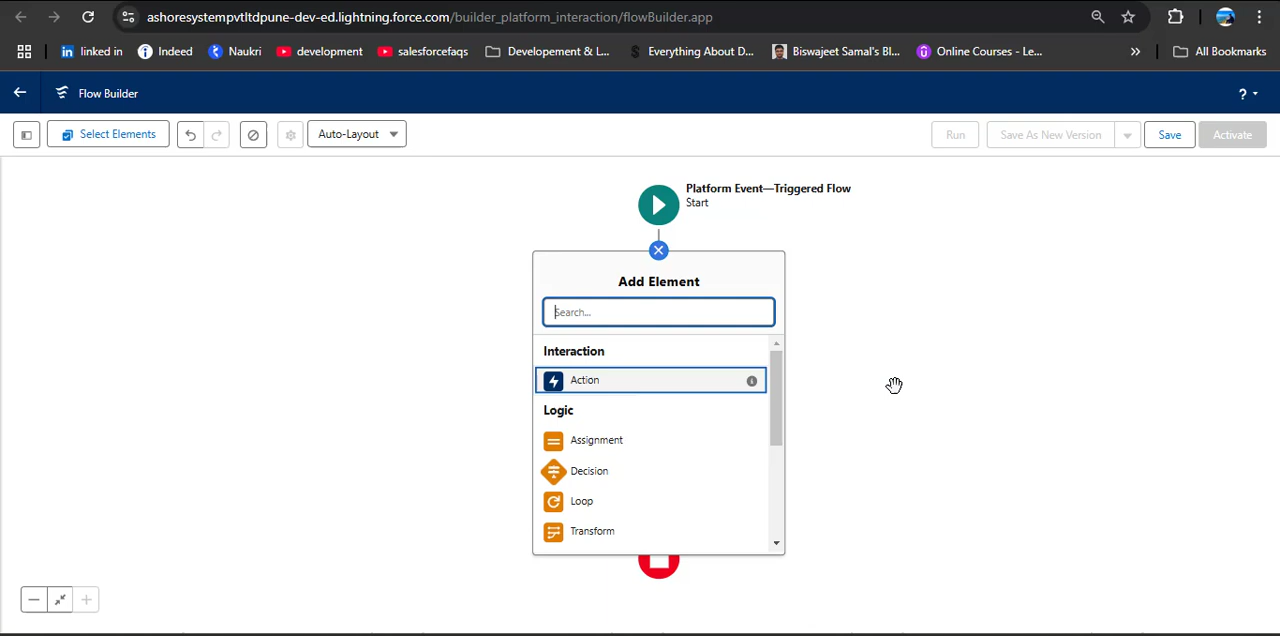 ashoresystempvtltdpune-dev-ed.lightning.force.com/builder_platform_interaction/flowBuilder.app
linked in
Indeed
Naukri
development
salesforcefaqs
Developement & L...
Everything About D...
Biswajeet Samal's Bl...
Online Courses - Le...
All Bookmarks
Flow Builder
?
Select Elements
Auto-Layout
Run
Save As New Version
Save
Activate
Platform Event—Triggered Flow
Start
Add Element
Search...
Interaction
Action
Logic
Assignment
Decision
Loop
Transform